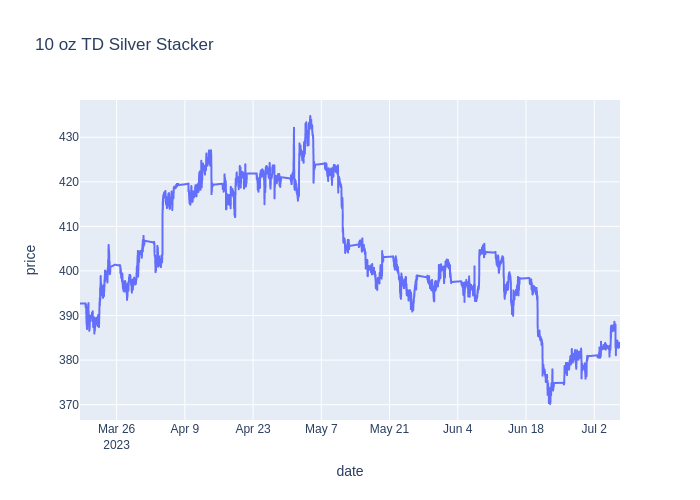 10 oz TD Silver Stacker
430
420
410
400
390
380
370
price
Mar 26
2023
Apr 9
Apr 23
May 7
May 21
Jun 4
Jun 18
Jul 2
date